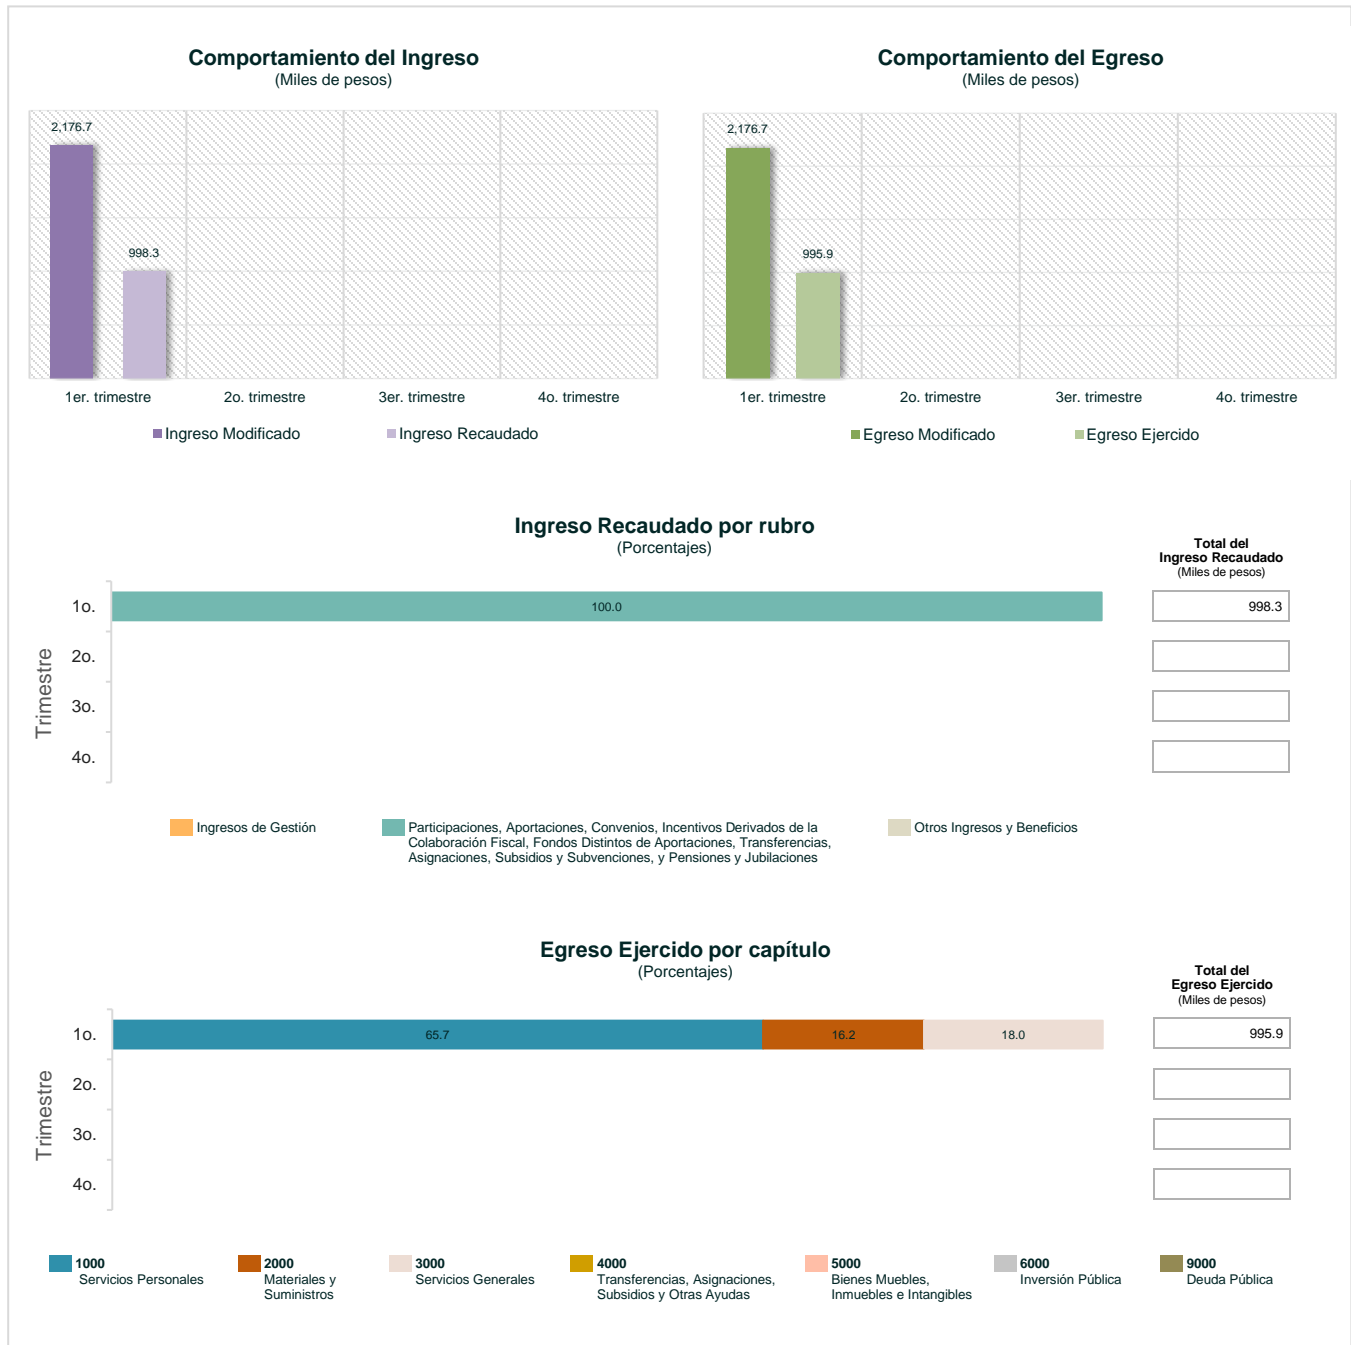 Comportamiento del Ingreso
(Miles de pesos)
2,176.7
998.3
1er. trimestre
2o. trimestre
3er. trimestre
4o. trimestre
Ingreso Modificado
Ingreso Recaudado
Comportamiento del Egreso
(Miles de pesos)
2,176.7
995.9
1er. trimestre
2o. trimestre
3er. trimestre
4o. trimestre
Egreso Modificado
Egreso Ejercido
Ingreso Recaudado por rubro
(Porcentajes)
Total del
Ingreso Recaudado
(Miles de pesos)
Trimestre
1o.
100.0
998.3
2o.
3o.
4o.
Ingresos de Gestión
Participaciones, Aportaciones, Convenios, Incentivos Derivados de la
Colaboración Fiscal, Fondos Distintos de Aportaciones, Transferencias,
Asignaciones, Subsidios y Subvenciones, y Pensiones y Jubilaciones
Otros Ingresos y Beneficios
Egreso Ejercido por capítulo
(Porcentajes)
Total del
Egreso Ejercido
(Miles de pesos)
Trimestre
1o.
65.7
16.2
18.0
995.9
2o.
3o.
4o.
1000
Servicios Personales
2000
Materiales y
Suministros
3000
Servicios Generales
4000
Transferencias, Asignaciones,
Subsidios y Otras Ayudas
5000
Bienes Muebles,
Inmuebles e Intangibles
6000
Inversión Pública
9000
Deuda Pública